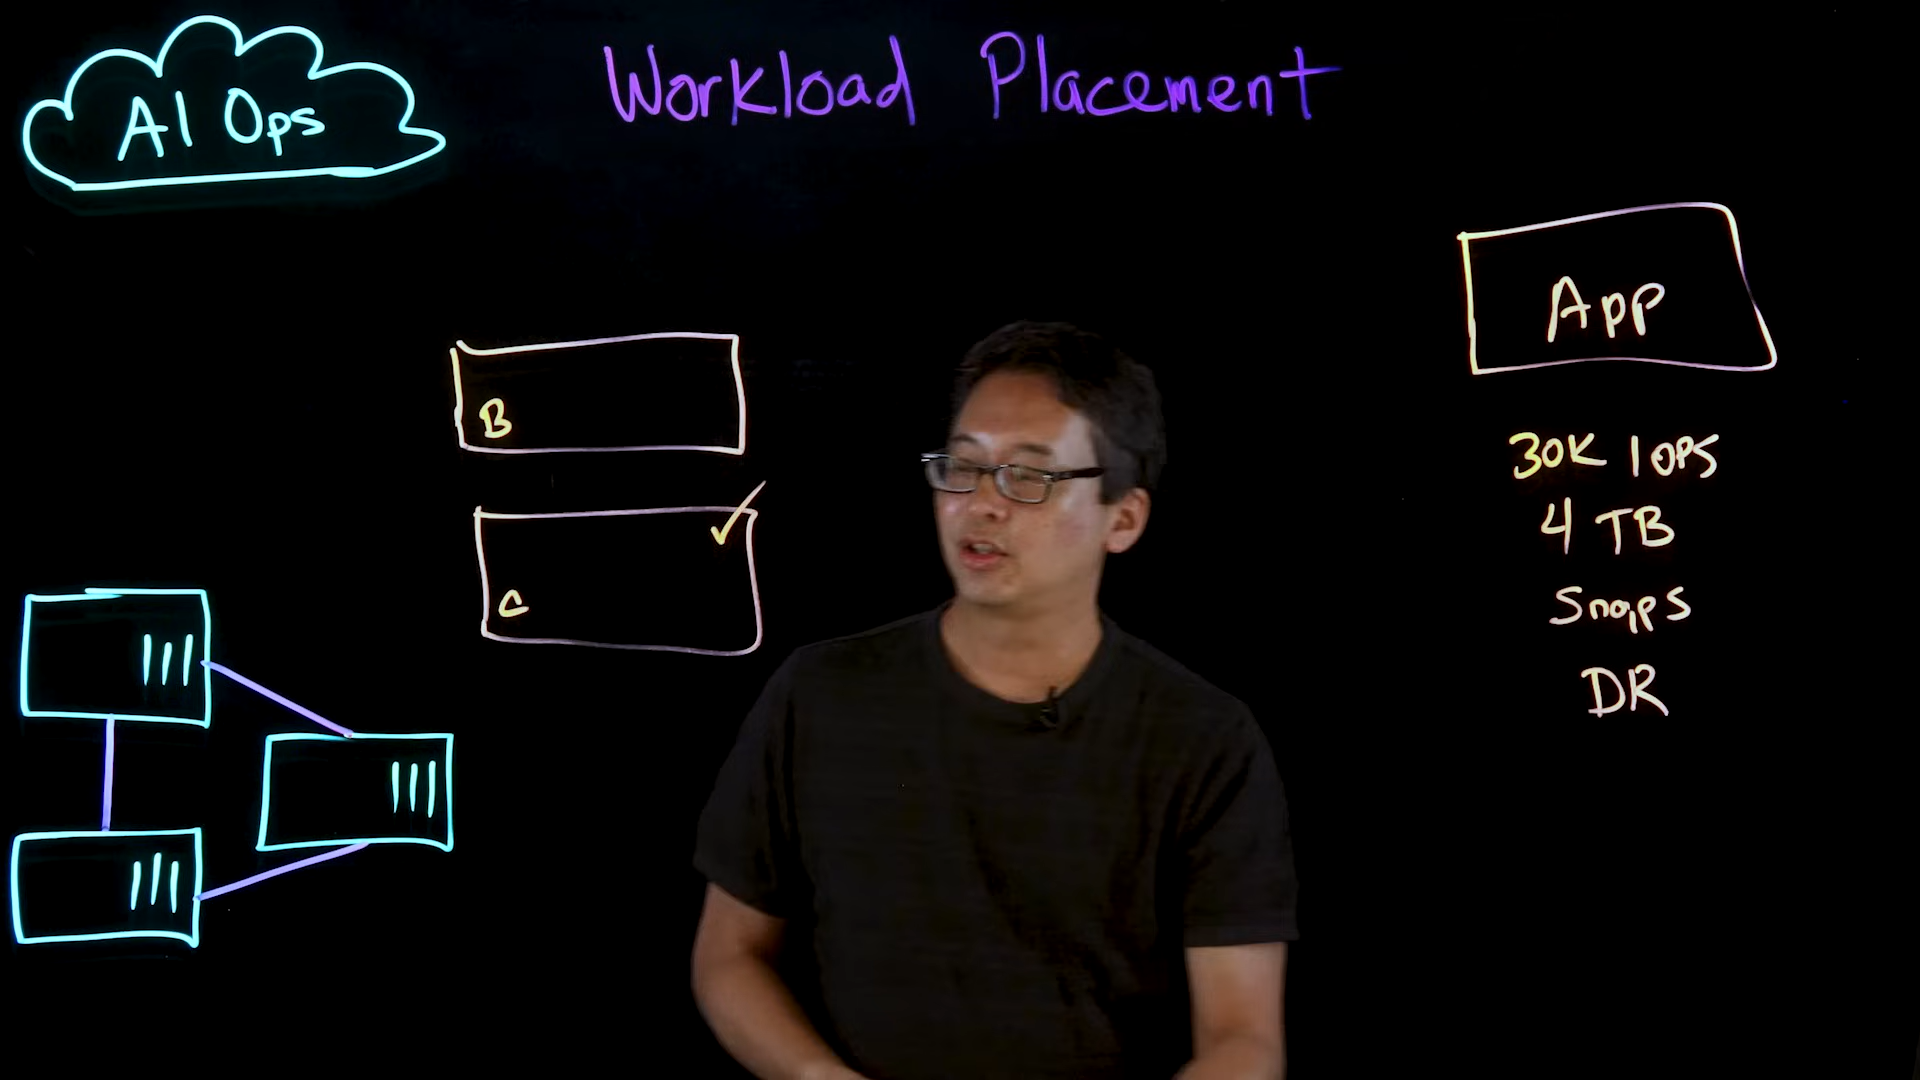 AI Ops
Workload Placement
App
B
C
30K IOPS
4 TB
Snaps
DR